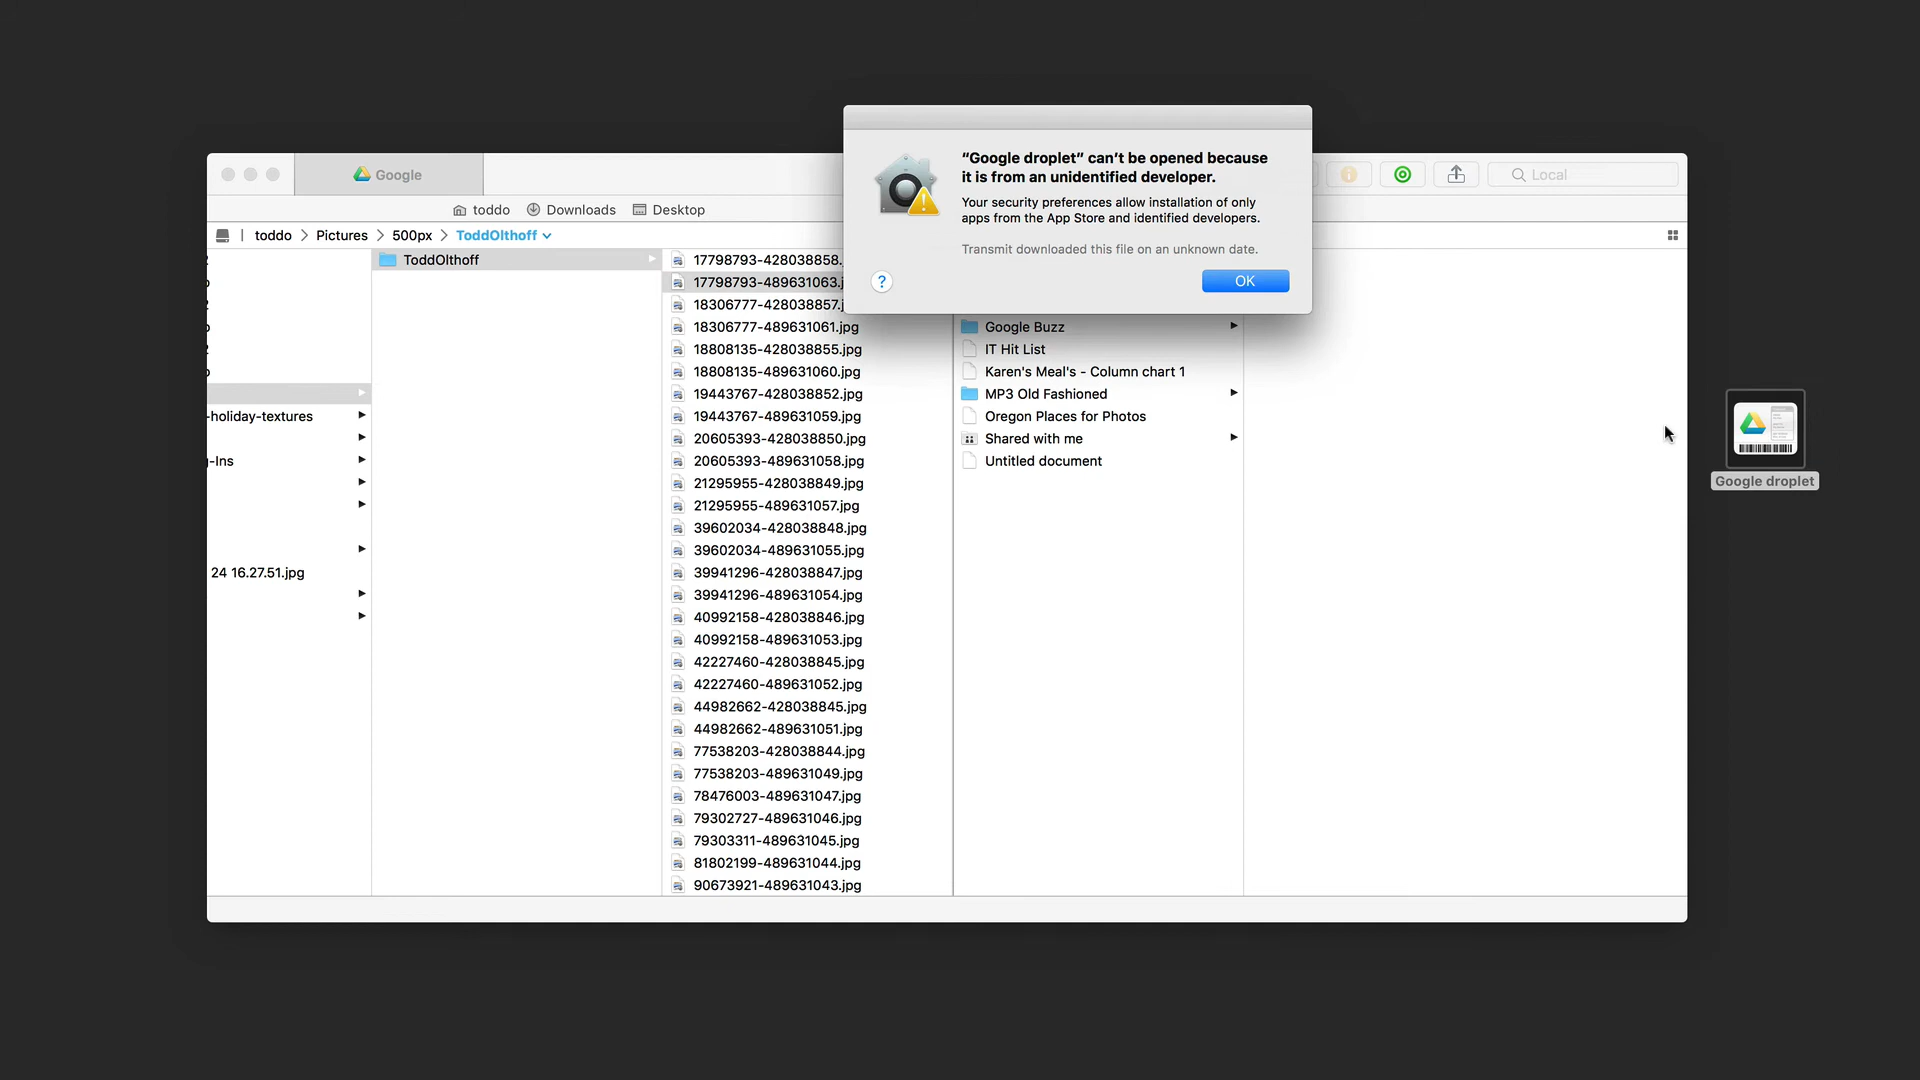 “Google droplet” can’t be opened because
it is from an unidentified developer.
Your security preferences allow installation of only
apps from the App Store and identified developers.
Transmit downloaded this file on an unknown date.
?
OK
Google
Local
toddo
Downloads
Desktop
toddo
Pictures
500px
ToddOlthoff
-holiday-textures
g-Ins
24 16.27.51.jpg
ToddOlthoff
17798793-428038858.
17798793-489631063.j
18306777-428038857.j
18306777-489631061.jpg
18808135-428038855.jpg
18808135-489631060.jpg
19443767-428038852.jpg
19443767-489631059.jpg
20605393-428038850.jpg
20605393-489631058.jpg
21295955-428038849.jpg
21295955-489631057.jpg
39602034-428038848.jpg
39602034-489631055.jpg
39941296-428038847.jpg
39941296-489631054.jpg
40992158-428038846.jpg
40992158-489631053.jpg
42227460-428038845.jpg
42227460-489631052.jpg
44982662-428038845.jpg
44982662-489631051.jpg
77538203-428038844.jpg
77538203-489631049.jpg
78476003-489631047.jpg
79302727-489631046.jpg
79303311-489631045.jpg
81802199-489631044.jpg
90673921-489631043.jpg
Google Buzz
IT Hit List
Karen's Meal's - Column chart 1
MP3 Old Fashioned
Oregon Places for Photos
Shared with me
Untitled document
Google droplet